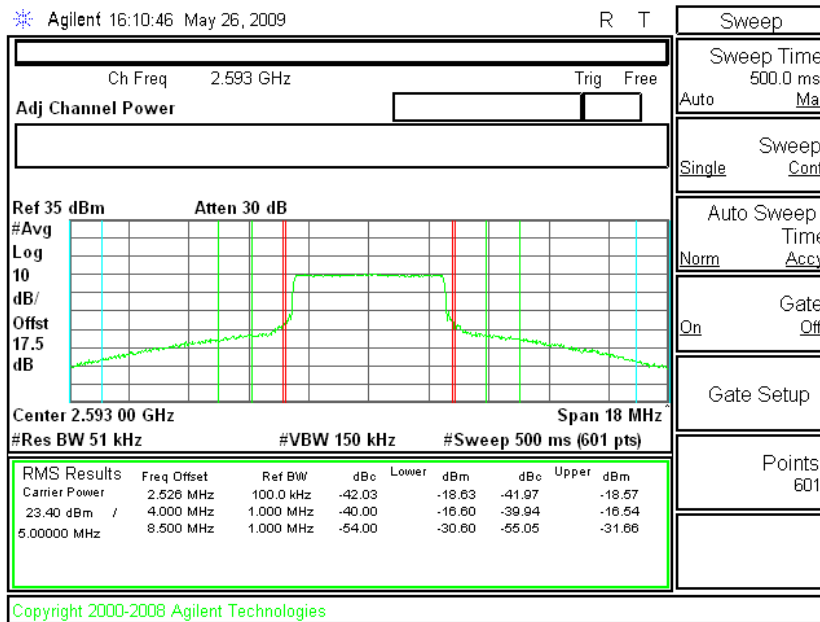 Agilent 16:10:46 May 26, 2009 R T
Ch Freq 2.593 GHz Trig Free
Adj Channel Power
Ref 35 dBm Atten 30 dB
#Avg
Log
10
dB/
Offst
17.5
dB
Center 2.593 00 GHz Span 18 MHz
#Res BW 51 kHz #VBW 150 kHz #Sweep 500 ms (601 pts)
RMS Results Freq Offset Ref BW dBc Lower dBm dBc Upper dBm
Carrier Power 2.526 MHz 100.0 kHz -42.03 -18.63 -41.97 -18.57
23.40 dBm / 4.000 MHz 1.000 MHz -40.00 -16.60 -39.94 -16.54
5.00000 MHz 8.500 MHz 1.000 MHz -54.00 -30.60 -55.05 -31.66
Copyright 2000-2008 Agilent Technologies
Sweep
Sweep Time
500.0 ms
Auto Ma
Sweep
Single Cont
Auto Sweep
Time
Norm Accy
Gate
On Off
Gate Setup
Points
601